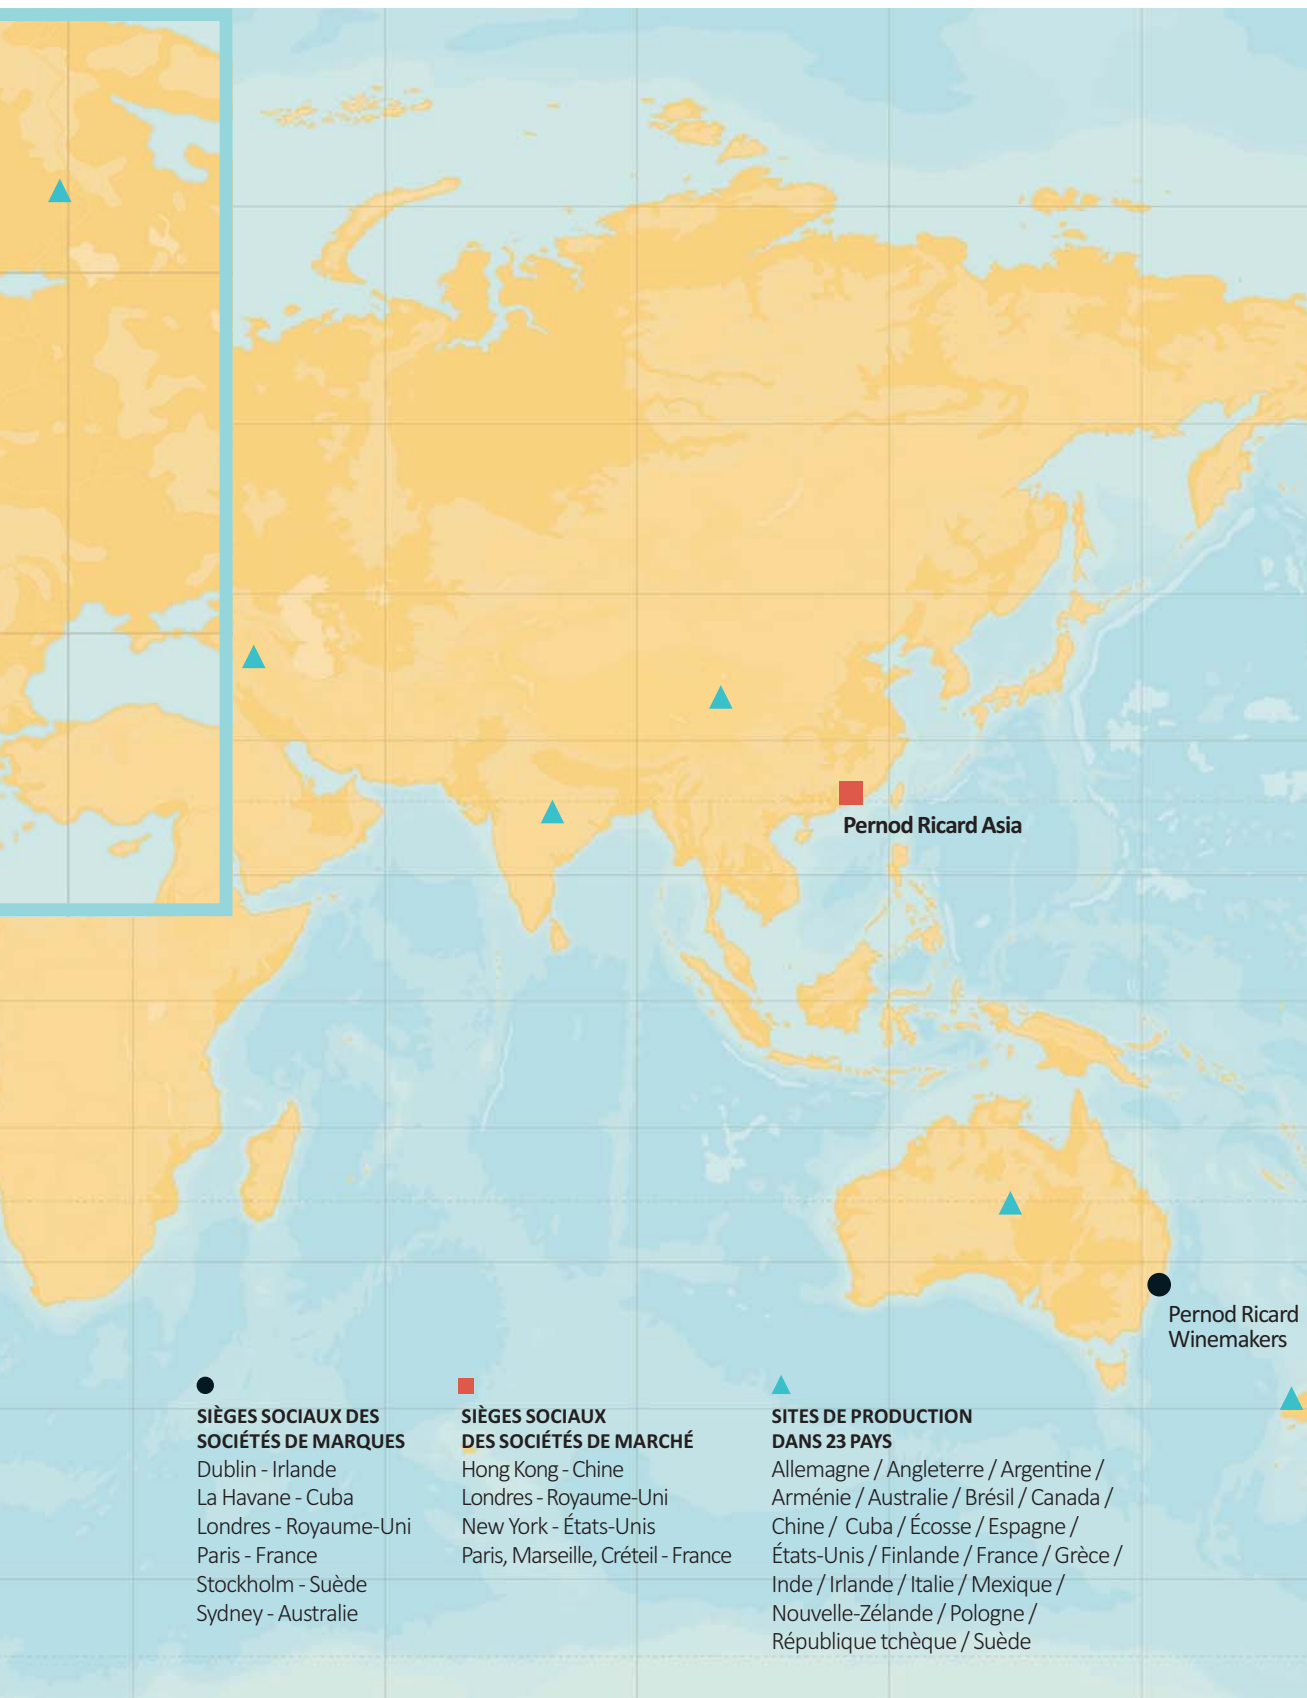 Pernod Ricard Asia
Pernod Ricard
Winemakers
SIÈGES SOCIAUX DES
SOCIÉTÉS DE MARQUES
Dublin - Irlande
La Havane - Cuba
Londres - Royaume-Uni
Paris - France
Stockholm - Suède
Sydney - Australie
SIÈGES SOCIAUX
DES SOCIÉTÉS DE MARCHÉ
Hong Kong - Chine
Londres - Royaume-Uni
New York - États-Unis
Paris, Marseille, Créteil - France
SITES DE PRODUCTION
DANS 23 PAYS
Allemagne / Angleterre / Argentine /
Arménie / Australie / Brésil / Canada /
Chine / Cuba / Écosse / Espagne /
États-Unis / Finlande / France / Grèce /
Inde / Irlande / Italie / Mexique /
Nouvelle-Zélande / Pologne /
République tchèque / Suède